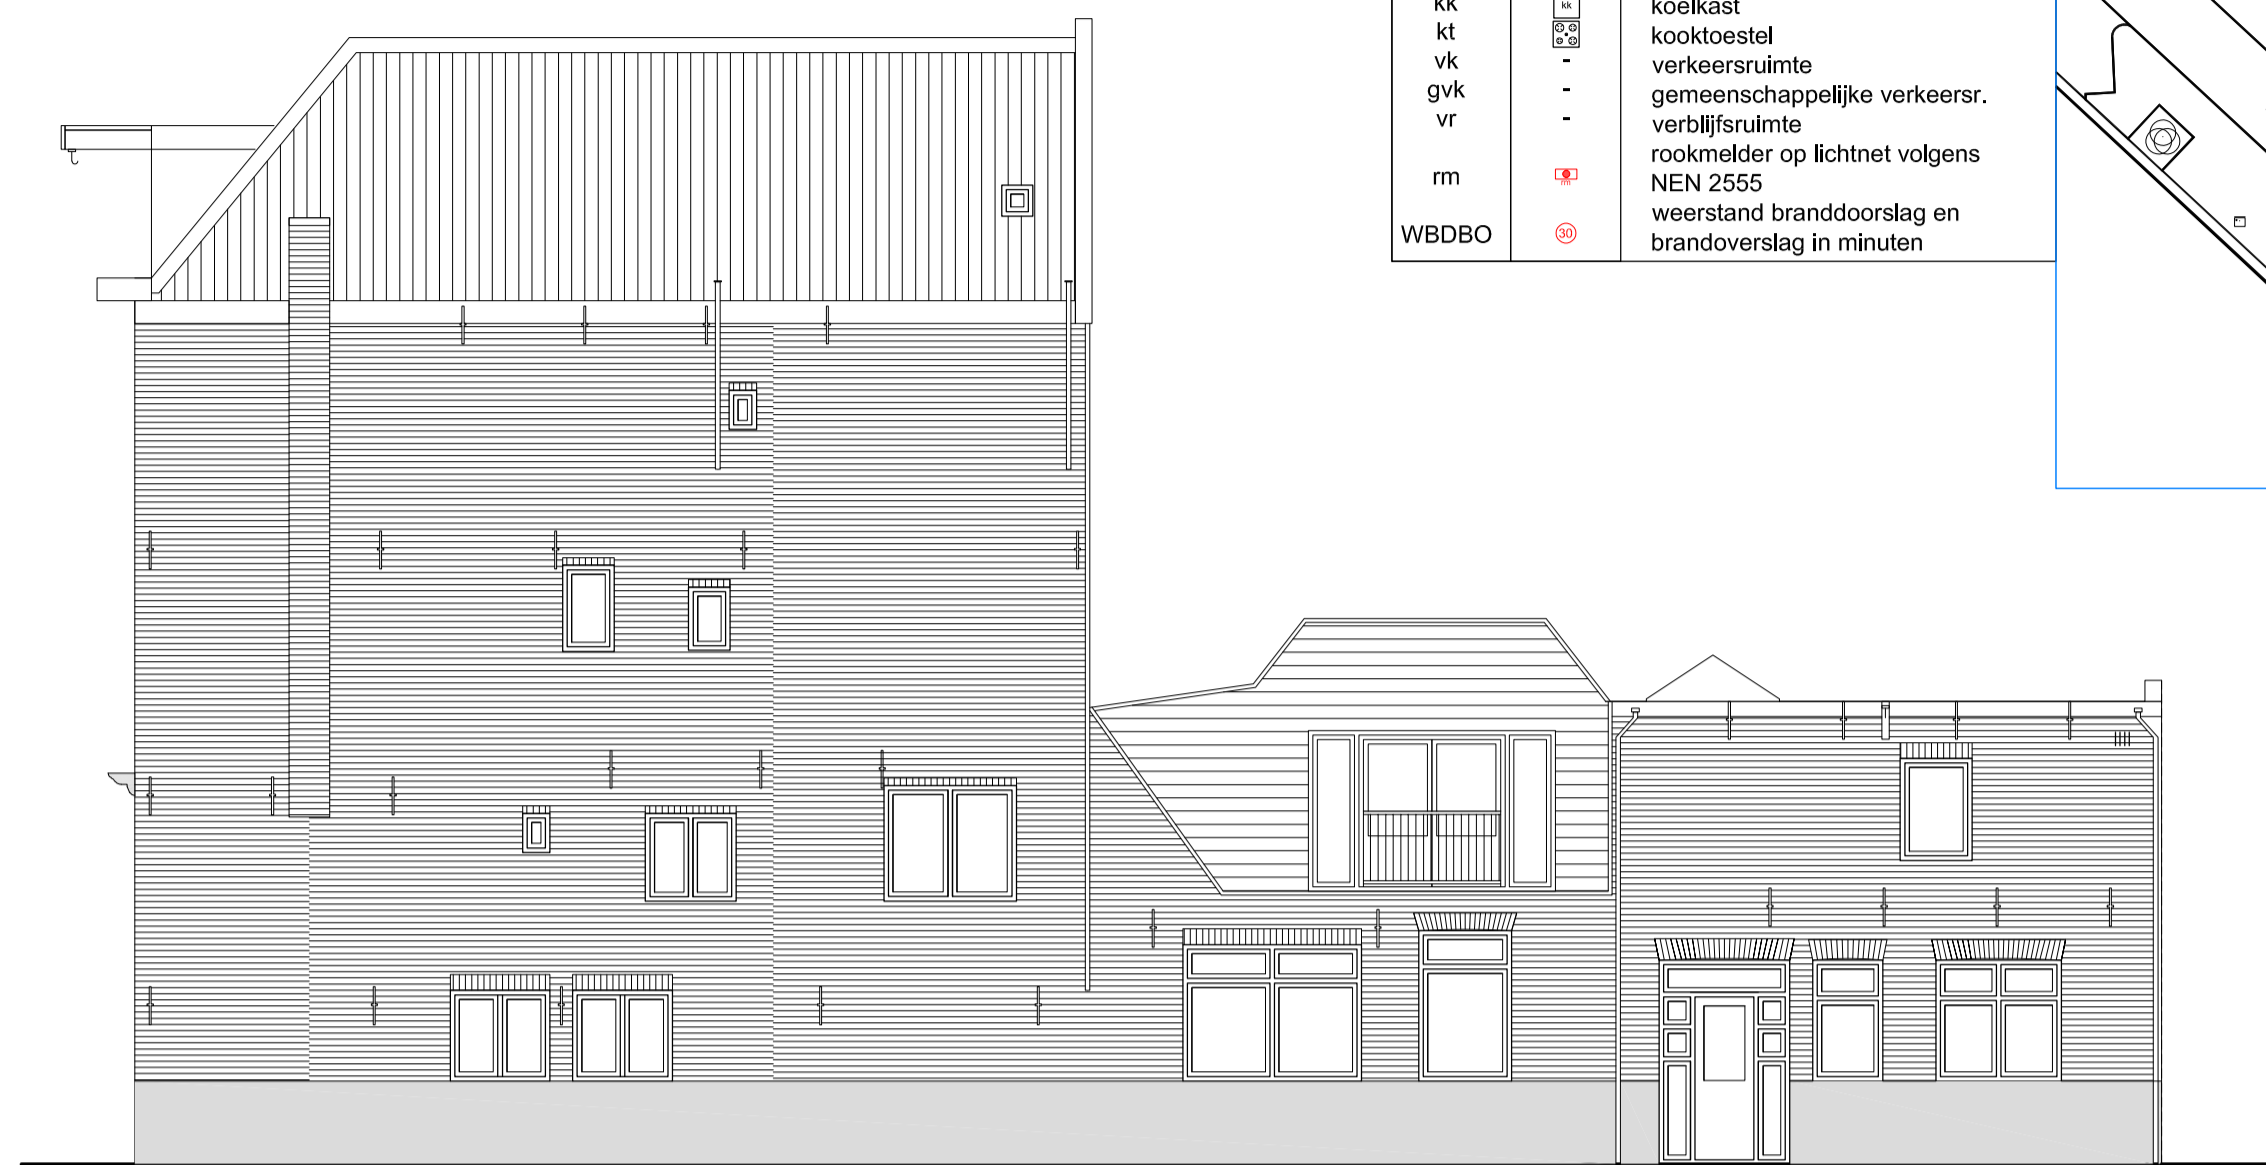 kk kk koelkast
kt kooktoestel
vk - verkeersruimte
gvk - gemeenschappelijke verkeersr.
vr - verblijfsruimte
rookmelder op lichtnet volgens
rm rm NEN 2555
weerstand branddoorslag en
WBDBO 30 brandoverslag in minuten